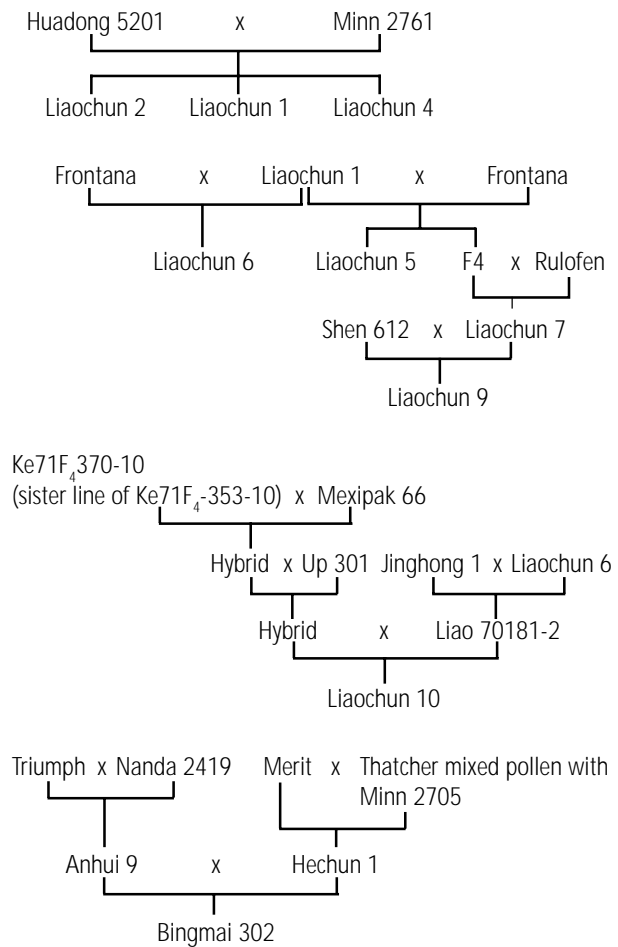 Huadong 5201 x Minn 2761
Liaochun 2 Liaochun 1 Liaochun 4
Frontana x Liaochun 1 x Frontana
Liaochun 6 Liaochun 5 F4 x Rulofen
Shen 612 x Liaochun 7
Liaochun 9
Ke71F₄370-10
(sister line of Ke71F₄-353-10) x Mexipak 66
Hybrid x Up 301 Jinghong 1 x Liaochun 6
Hybrid x Liao 70181-2
Liaochun 10
Triumph x Nanda 2419 Merit x Thatcher mixed pollen with
Minn 2705
Anhui 9 x Hechun 1
Bingmai 302